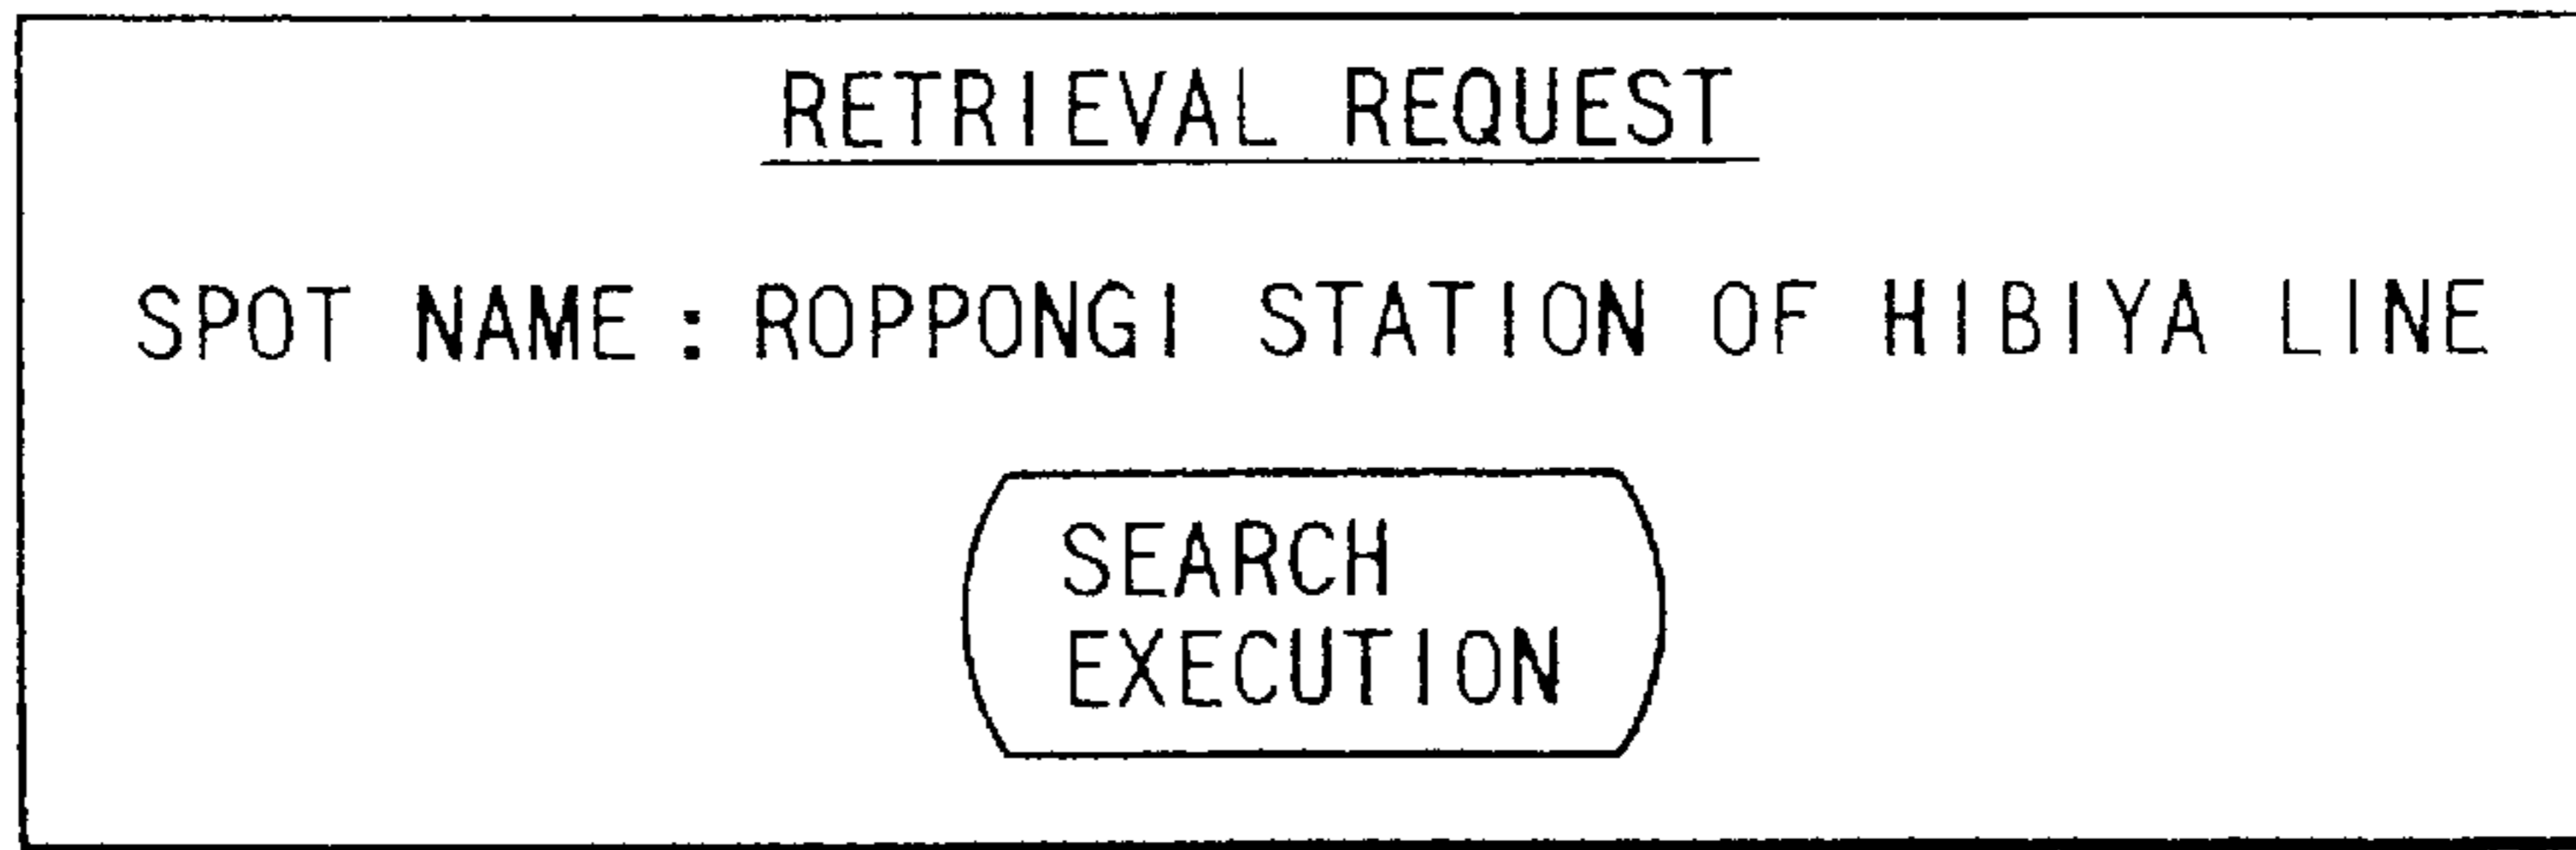 RETRIEVAL REQUEST
SPOT NAME : ROPPONGI STATION OF HIBIYA LINE
SEARCH
EXECUTION